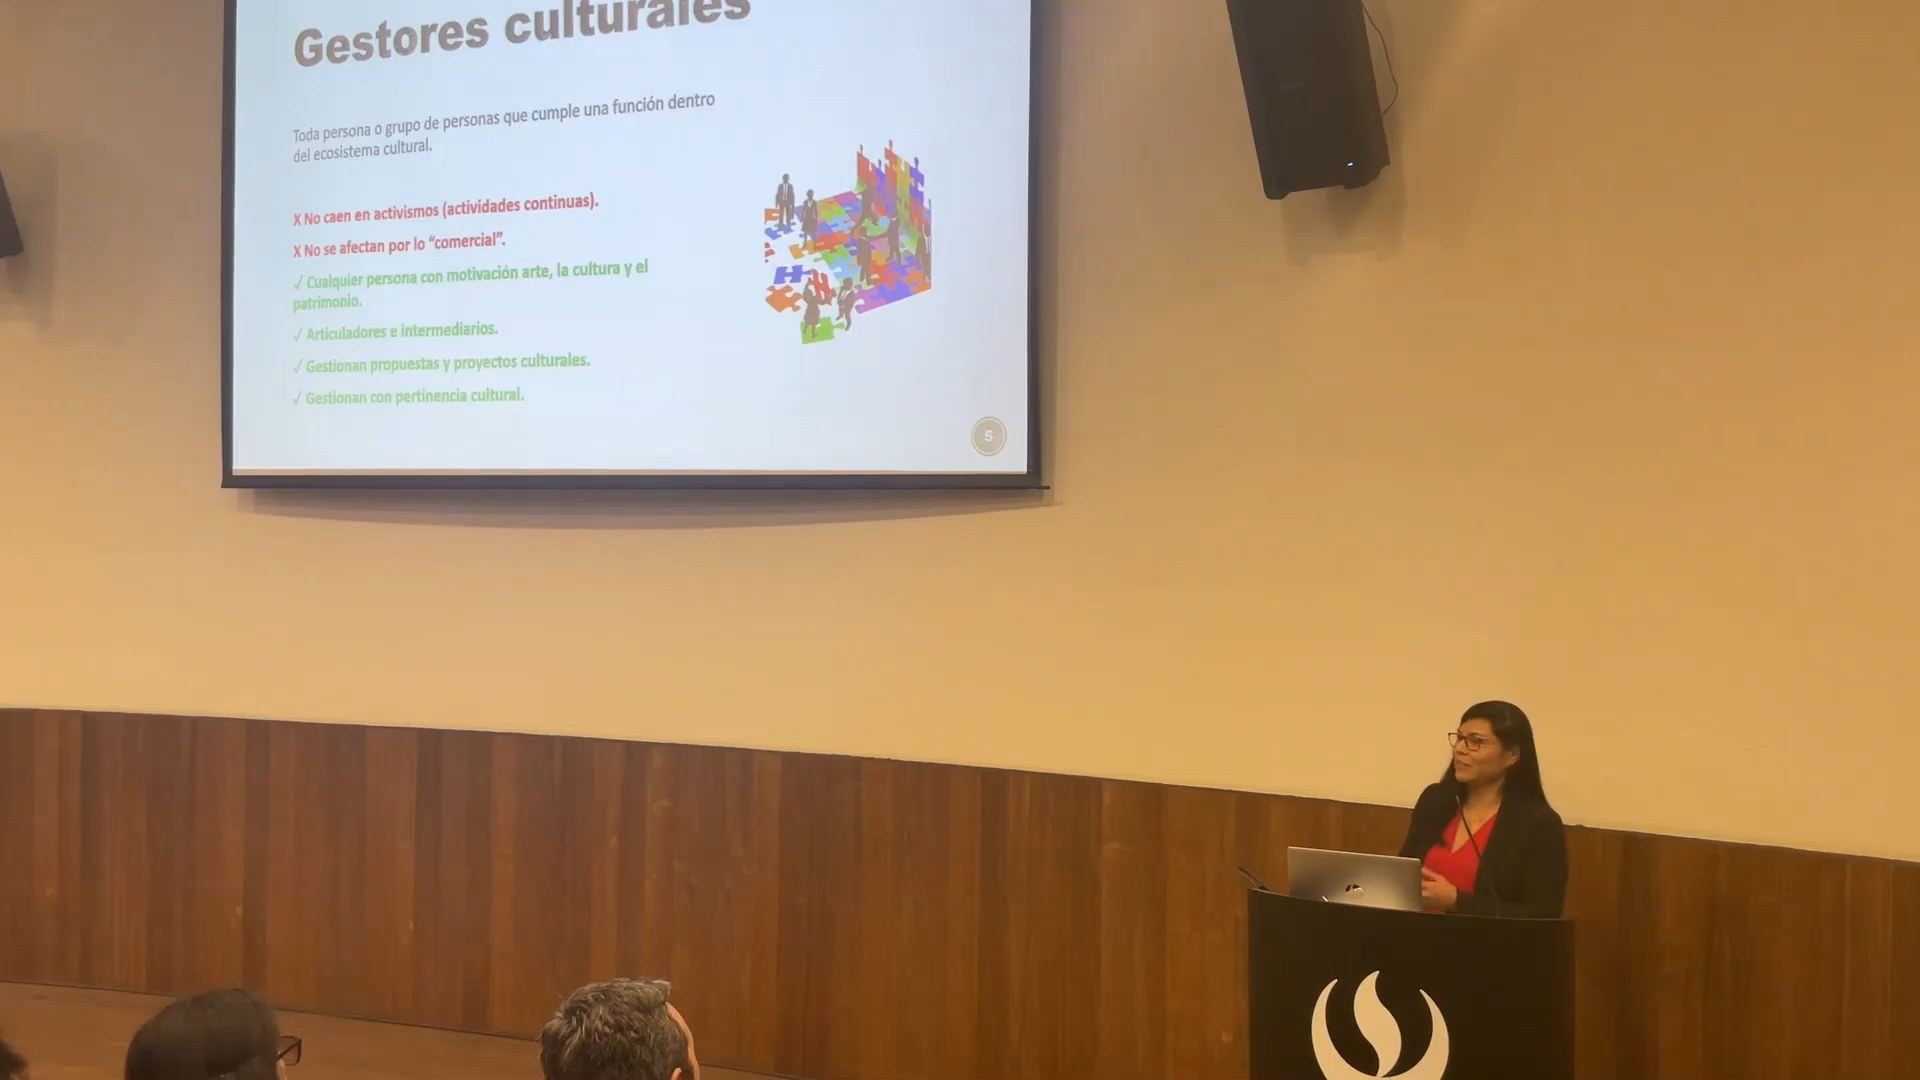 Gestores culturales
Toda persona o grupo de personas que cumple una función dentro
del ecosistema cultural.
X No caen en activismos (actividades continuas).
X No se afectan por lo “comercial”.
√ Cualquier persona con motivación arte, la cultura y el
patrimonio.
√ Articuladores e intermediarios.
√ Gestionan propuestas y proyectos culturales.
√ Gestionan con pertinencia cultural.
5